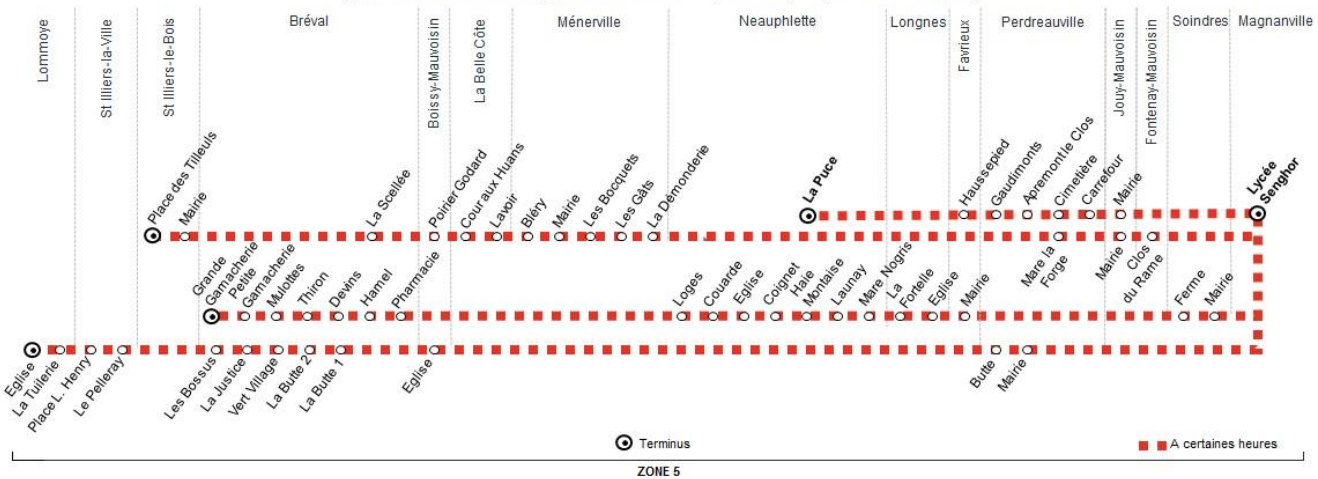 Lommoye
St Illiers-la-Ville
St Illiers-le-Bois
Bréval
Boissy-Mauvoisin
La Belle Côte
Ménerville
Neauphlette
Longnes
Favrieux
Perdreauville
Jouy-Mauvoisin
Fontenay-Mauvoisin
Soindres
Magnanville
La Puce
Haussepied
Gaudimonts
Apremont le Clos
Cimetière
Carrefour
Mairie
Lycée
Senghor
Place des Tilleuls
Mairie
La Scellée
Poirier Godard
Cour aux Huans
Lavoir
Bléry
Mairie
Les Bocquets
Les Gâts
La Démonderie
Mare la
Forge
Mairie
Clos
du Rame
Grande
Gamacherie
Petite
Gamacherie
Mulottes
Thiron
Devins
Hamel
Pharmacie
Loges
Couarde
Eglise
Coignet
Haie
Montaise
Launay
Mare Nogris
La
Fortelle
Eglise
Mairie
Ferme
Mairie
Eglise
La Tuilerie
Place L. Henry
Le Pelleray
Les Bossus
La Justice
Vert Village
La Butte 2
La Butte 1
Eglise
Butte
Mairie
Terminus
A certaines heures
ZONE 5